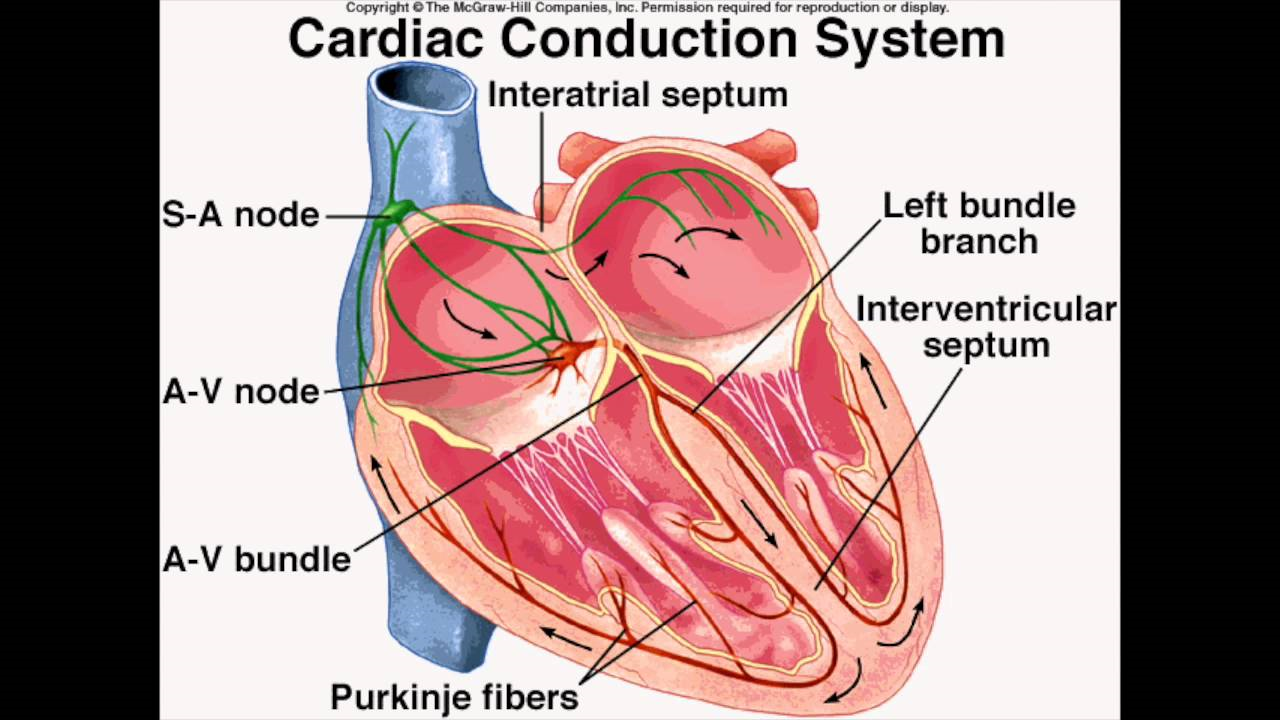 Copyright © The McGraw-Hill Companies, Inc. Permission required for reproduction or display.
Cardiac Conduction System
Interatrial septum
S-A node
Left bundle
branch
Interventricular
septum
A-V node
A-V bundle
Purkinje fibers